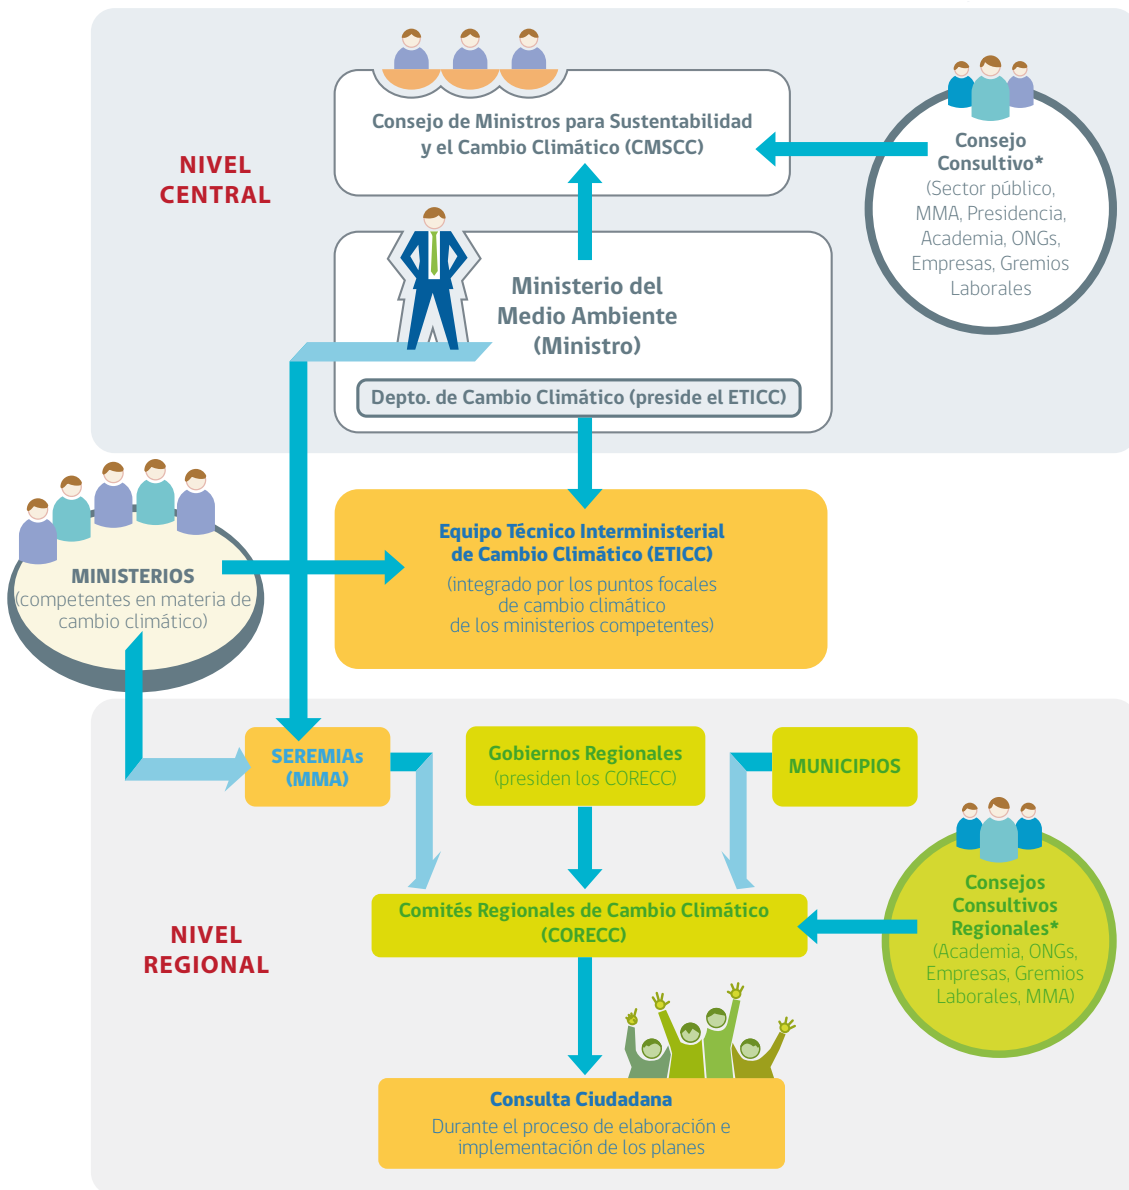 NIVEL
CENTRAL
Consejo de Ministros para Sustentabilidad
y el Cambio Climático (CMSCC)
Consejo
Consultivo*
(Sector público,
MMA, Presidencia,
Academia, ONGs,
Empresas, Gremios
Laborales
Ministerio del
Medio Ambiente
(Ministro)
Depto. de Cambio Climático (preside el ETICC)
MINISTERIOS
(competentes en materia de
cambio climático)
Equipo Técnico Interministerial
de Cambio Climático (ETICC)
(integrado por los puntos focales
de cambio climático
de los ministerios competentes)
SEREMIAs
(MMA)
Gobiernos Regionales
(presiden los CORECC)
MUNICIPIOS
NIVEL
REGIONAL
Comités Regionales de Cambio Climático
(CORECC)
Consejos
Consultivos
Regionales*
(Academia, ONGs,
Empresas, Gremios
Laborales, MMA)
Consulta Ciudadana
Durante el proceso de elaboración e
implementación de los planes